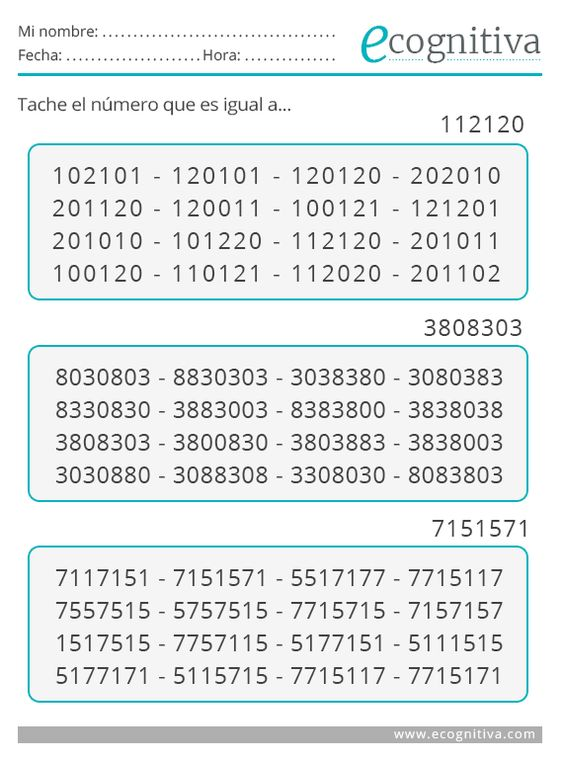 Mi nombre: ....................................
Fecha: .....................Hora: ..............
ecognitiva
Tache el número que es igual a...
112120
102101 - 120101 - 120120 - 202010
201120 - 120011 - 100121 - 121201
201010 - 101220 - 112120 - 201011
100120 - 110121 - 112020 - 201102
3808303
8030803 - 8830303 - 3038380 - 3080383
8330830 - 3883003 - 8383800 - 3838038
3808303 - 3800830 - 3803883 - 3838003
3030880 - 3088308 - 3308030 - 8083803
7151571
7117151 - 7151571 - 5517177 - 7715117
7557515 - 5757515 - 7715715 - 7157157
1517515 - 7757115 - 5177151 - 5111515
5177171 - 5115715 - 7715117 - 7715171
www.ecognitiva.com